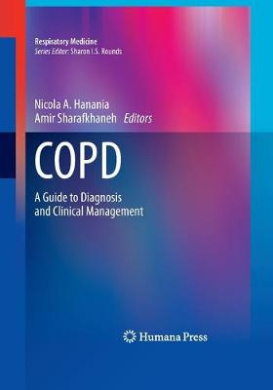 Respiratory Medicine
Series Editor: Sharon I.S. Rounds
Nicola A. Hanania
Amir Sharafkhaneh Editors
COPD
A Guide to Diagnosis
and Clinical Management
Humana Press